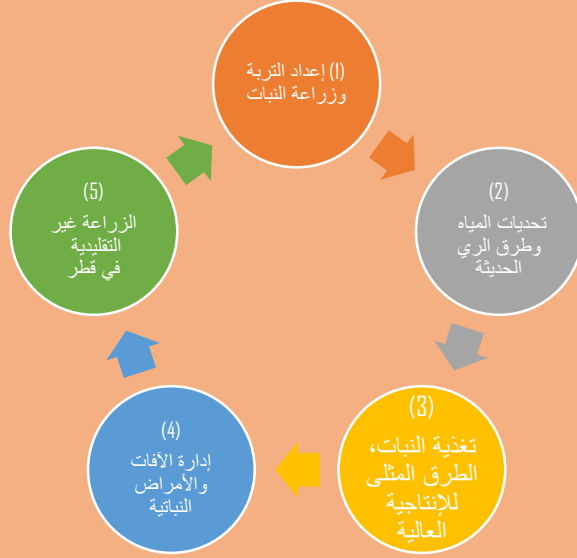 (1) إعداد التربة
وزراعة النبات
(2)
تحديات المياه
وطرق الري
الحديثة
(3)
تغذية النبات،
الطرق المثلى
للإنتاجية
العالية
(4)
إدارة الآفات
والأمراض
النباتية
(5)
الزراعة غير
التقليدية
في قطر